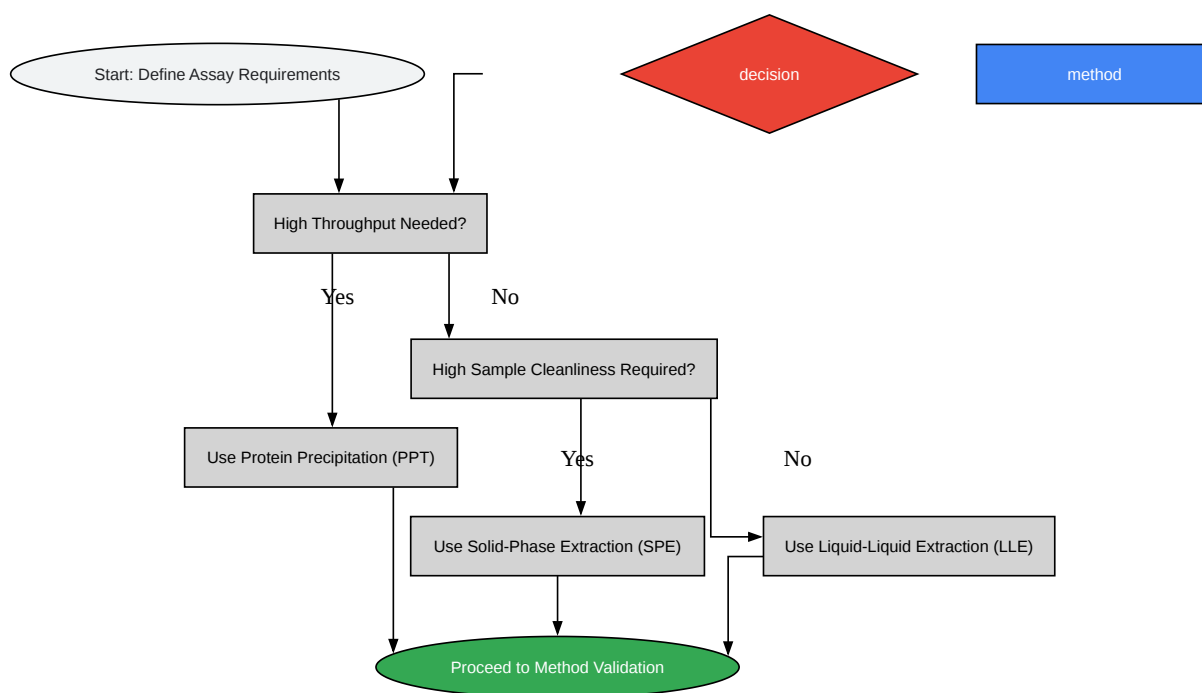 Start: Define Assay Requirements
decision
method
High Throughput Needed?
Yes
No
High Sample Cleanliness Required?
Use Protein Precipitation (PPT)
Yes
No
Use Solid-Phase Extraction (SPE)
Use Liquid-Liquid Extraction (LLE)
Proceed to Method Validation